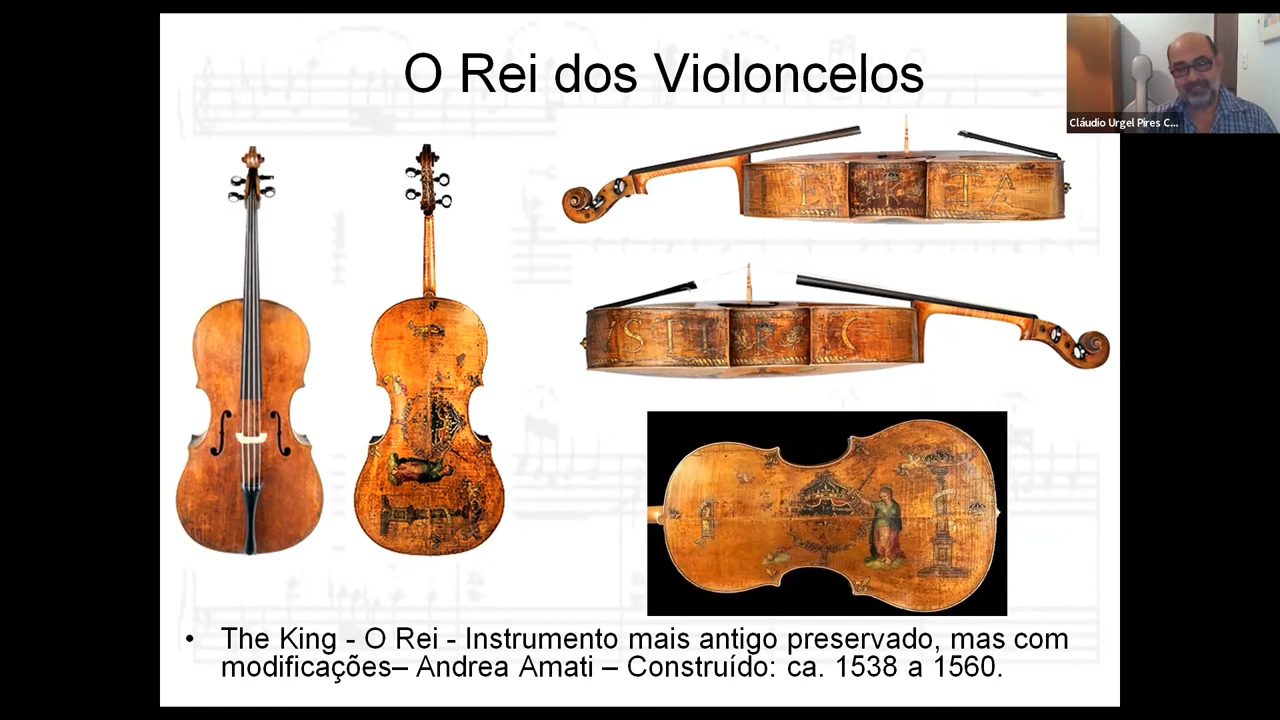 O Rei dos Violoncelos
Cláudio Urgel Pires C...
• The King - O Rei - Instrumento mais antigo preservado, mas com
modificações– Andrea Amati – Construído: ca. 1538 a 1560.